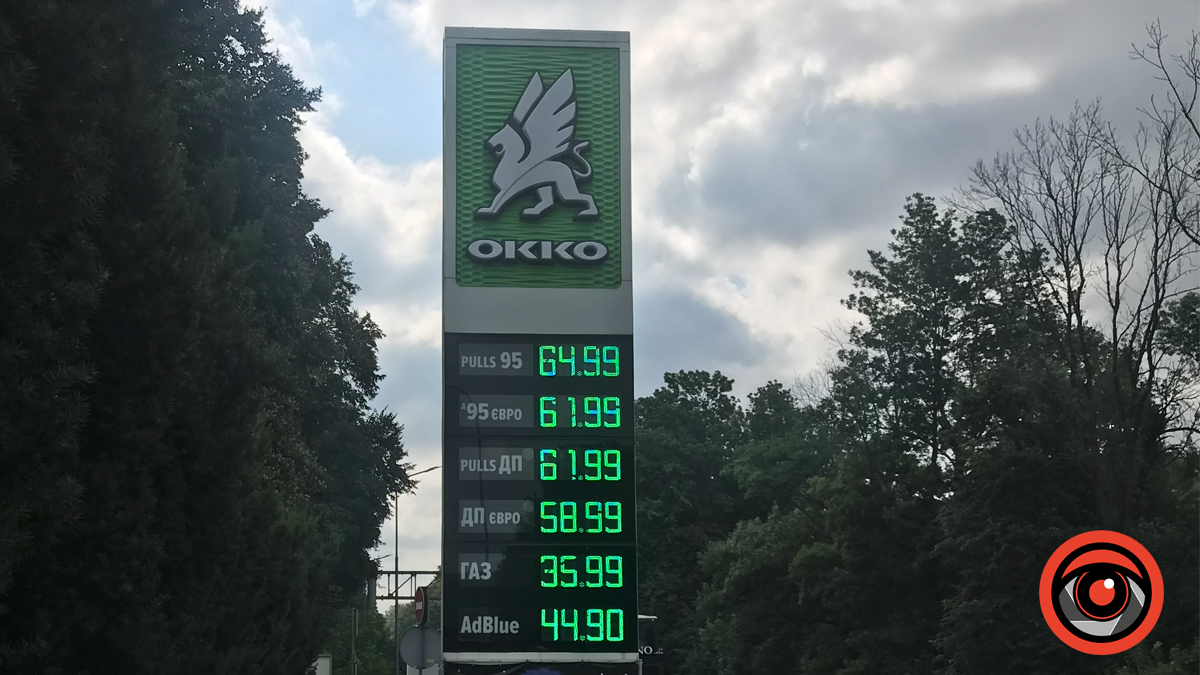 OKKO
PULLS 95 64.99
А95 ЄВРО 61.99
PULLS ДП 61.99
ДП ЄВРО 58.99
ГАЗ 35.99
AdBlue 44.90